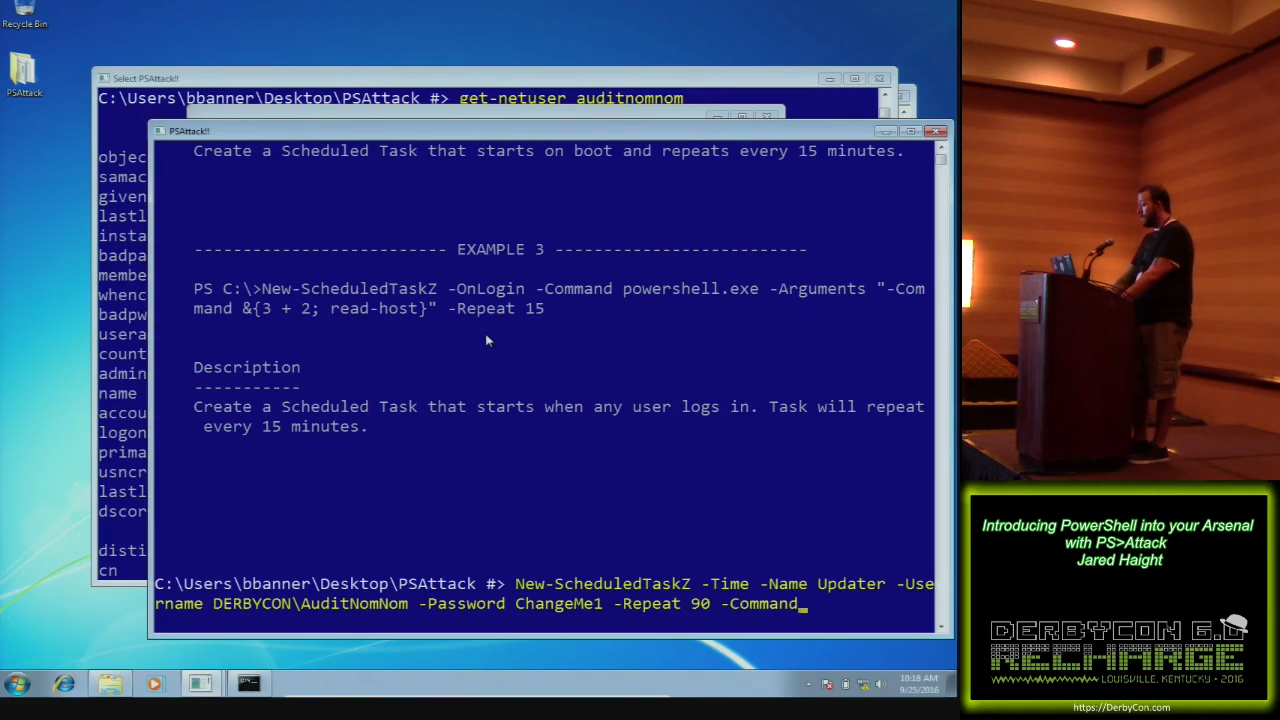 Recycle Bin
PSAttack
Select PSAttack!!
C:\Users\bbanner\Desktop\PSAttack #> get-netuser auditnomnom
objec
samac
given
lastl
insta
badpa
membe
whenc
badpw
usera
count
admin
name
accou
logon
prima
usncr
lastl
dscor
disti
cn
PSAttack!!
Create a Scheduled Task that starts on boot and repeats every 15 minutes.
-------------------------- EXAMPLE 3 --------------------------
PS C:\>New-ScheduledTaskZ -OnLogin -Command powershell.exe -Arguments "-Com
mand &{3 + 2; read-host}" -Repeat 15
Description
-----------
Create a Scheduled Task that starts when any user logs in. Task will repeat
every 15 minutes.
C:\Users\bbanner\Desktop\PSAttack #> New-ScheduledTaskZ -Time -Name Updater -Use
rname DERBYCON\AuditNomNom -Password ChangeMe1 -Repeat 90 -Command_
10:18 AM
9/25/2016
Introducing PowerShell into your Arsenal
with PS>Attack
Jared Haight
DERBYCON 6.0
RECHARGE
LOUISVILLE, KENTUCKY • 2016
https://DerbyCon.com